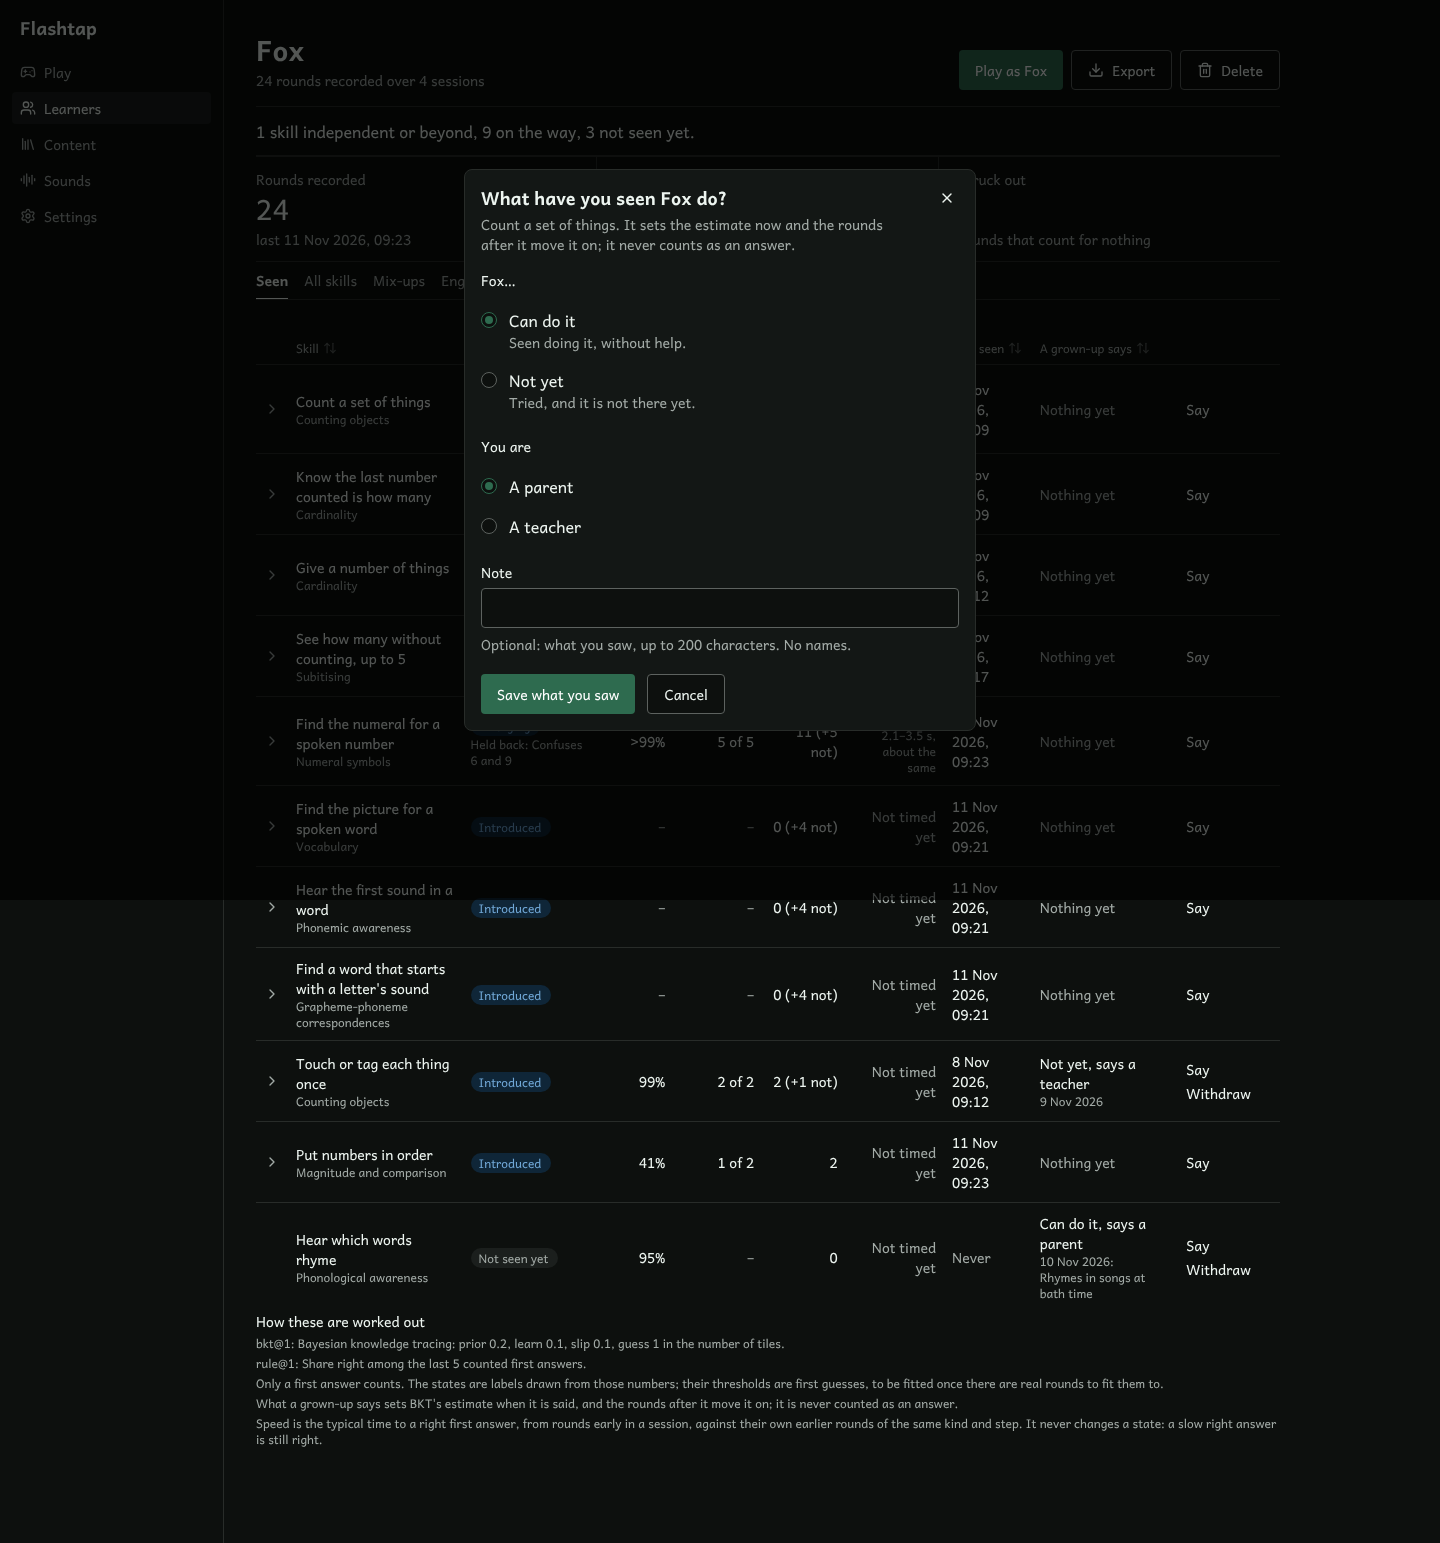 Flashtap
Play
Learners
Content
Sounds
Settings
Fox
24 rounds recorded over 4 sessions
Play as Fox
Export
Delete
1 skill independent or beyond, 9 on the way, 3 not seen yet.
Rounds recorded
24
last 11 Nov 2026, 09:23
ruck out
unds that count for nothing
Seen
All skills
Mix-ups
Eng
What have you seen Fox do?
Count a set of things. It sets the estimate now and the rounds
after it move it on; it never counts as an answer.
Fox...
Can do it
Seen doing it, without help.
Not yet
Tried, and it is not there yet.
You are
A parent
A teacher
Note
Optional: what you saw, up to 200 characters. No names.
Save what you saw
Cancel
Skill
seen
A grown-up says
Count a set of things
Counting objects
ov
6,
09
Nothing yet
Say
Know the last number
counted is how many
Cardinality
ov
6,
09
Nothing yet
Say
Give a number of things
Cardinality
ov
6,
12
Nothing yet
Say
See how many without
counting, up to 5
Subitising
ov
6,
17
Nothing yet
Say
Find the numeral for a
spoken number
Numeral symbols
Held back: Confuses
6 and 9
>99%
5 of 5
11 (+5
not)
2.1–3.5 s,
about the
same
Nov
2026,
09:23
Nothing yet
Say
Find the picture for a
spoken word
Vocabulary
Introduced
–
–
0 (+4 not)
Not timed
yet
11 Nov
2026,
09:21
Nothing yet
Say
Hear the first sound in a
word
Phonemic awareness
Introduced
–
–
0 (+4 not)
Not timed
yet
11 Nov
2026,
09:21
Nothing yet
Say
Find a word that starts
with a letter's sound
Grapheme-phoneme
correspondences
Introduced
–
–
0 (+4 not)
Not timed
yet
11 Nov
2026,
09:21
Nothing yet
Say
Touch or tag each thing
once
Counting objects
Introduced
99%
2 of 2
2 (+1 not)
Not timed
yet
8 Nov
2026,
09:12
Not yet, says a
teacher
9 Nov 2026
Say
Withdraw
Put numbers in order
Magnitude and comparison
Introduced
41%
1 of 2
2
Not timed
yet
11 Nov
2026,
09:23
Nothing yet
Say
Hear which words
rhyme
Phonological awareness
Not seen yet
95%
–
0
Not timed
yet
Never
Can do it, says a
parent
10 Nov 2026:
Rhymes in songs at
bath time
Say
Withdraw
How these are worked out
bkt@1: Bayesian knowledge tracing: prior 0.2, learn 0.1, slip 0.1, guess 1 in the number of tiles.
rule@1: Share right among the last 5 counted first answers.
Only a first answer counts. The states are labels drawn from those numbers; their thresholds are first guesses, to be fitted once there are real rounds to fit them to.
What a grown-up says sets BKT's estimate when it is said, and the rounds after it move it on; it is never counted as an answer.
Speed is the typical time to a right first answer, from rounds early in a session, against their own earlier rounds of the same kind and step. It never changes a state: a slow right answer
is still right.